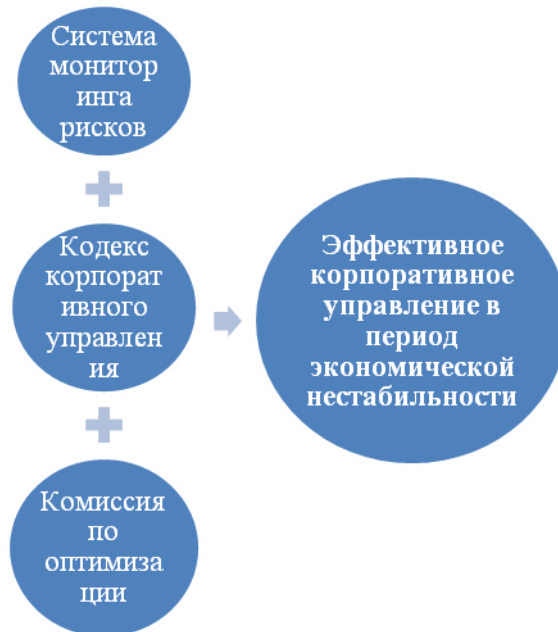 Система
монитор
инга
рисков
Кодекс
корпорат
ивного
управлен
ия
Комиссия
по
оптимиза
ции
Эффективное
корпоративное
управление в
период
экономической
нестабильности